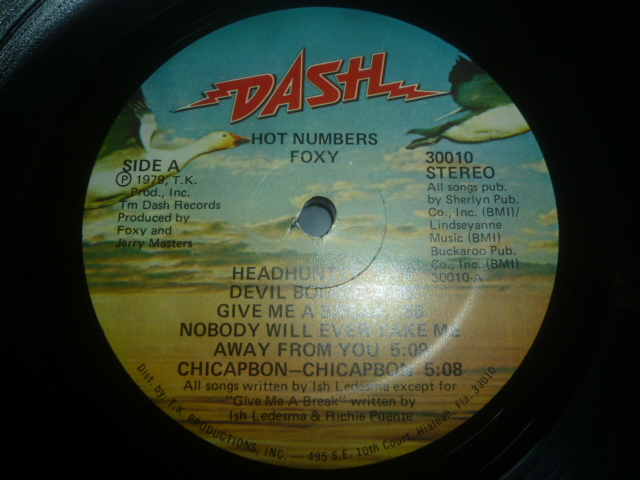 DASH
HOT NUMBERS
FOXY
SIDE A
Ⓟ 1979, T.K.
Prod., Inc.
Tm Dash Records
Produced by
Foxy and
Jerry Masters
30010
STEREO
All songs pub.
by Sherlyn Pub.
Co., Inc. (BMI)/
Lindseyanne
Music (BMI)
Buckaroo Pub.
Co., Inc. (BMI)
30010-A
DEVIL
GIVE ME A BREAK
NOBODY WILL EVER TAKE ME
AWAY FROM YOU 5:09
CHICAPBON—CHICAPBON 5:08
All songs written by Ish Ledesma except for
"Give Me A Break" written by
Ish Ledesma & Richie Puente
Dist. by T.K. PRODUCTIONS, INC. — 495 S.E. 10th Court, Hialeah, Fla. 33010